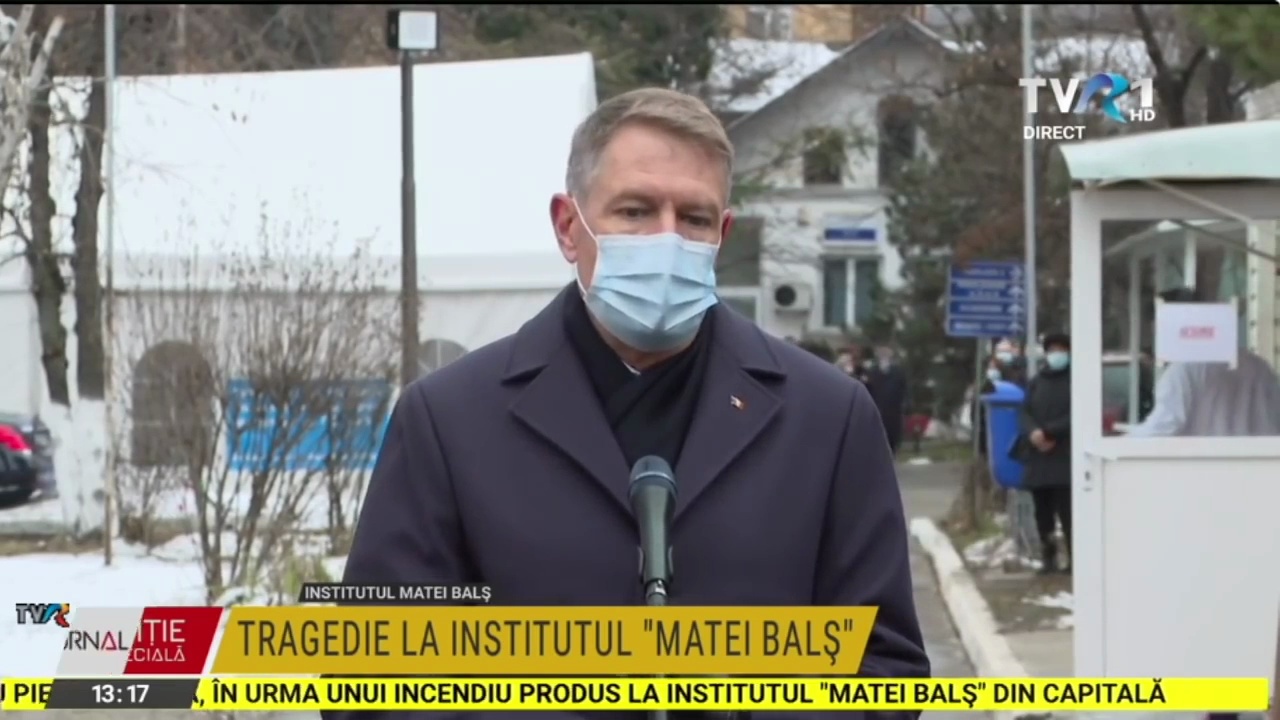 TVR1
HD
DIRECT
INSTITUTUL MATEI BALŞ
TVR
TRAGEDIE LA INSTITUTUL "MATEI BALŞ"
13:17
, ÎN URMA UNUI INCENDIU PRODUS LA INSTITUTUL "MATEI BALŞ" DIN CAPITALĂ